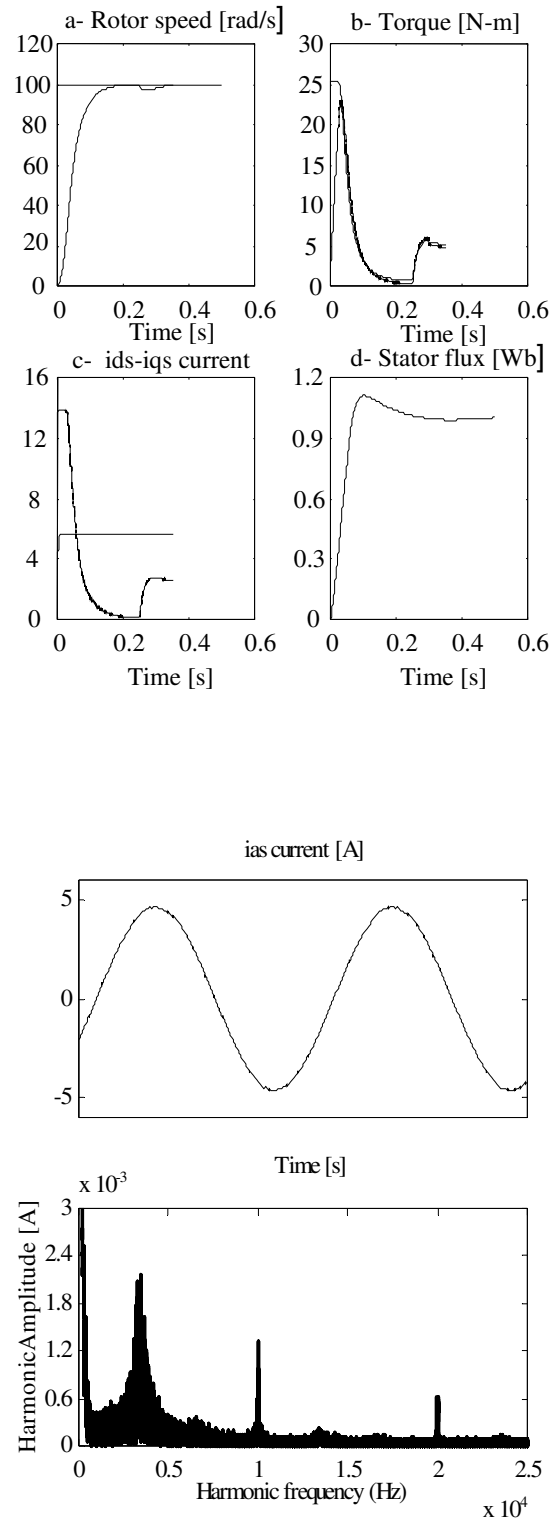 a- Rotor speed [rad/s]
120
100
80
60
40
20
0
0 0.2 0.4 0.6
Time [s]
b- Torque [N-m]
30
25
20
15
10
5
0
0 0.2 0.4 0.6
Time [s]
c- ids-iqs current
16
12
8
4
0
0 0.2 0.4 0.6
Time [s]
d- Stator flux [Wb]
1.2
0.9
0.6
0.3
0
0 0.2 0.4 0.6
Time [s]
ias current [A]
5
0
-5
Time [s]
x 10-3
Harmonic Amplitude [A]
3
2.4
1.2
1.2
0.6
0
0 0.5 1 1.5 2 2.5
Harmonic frequency (Hz)
x 10 4